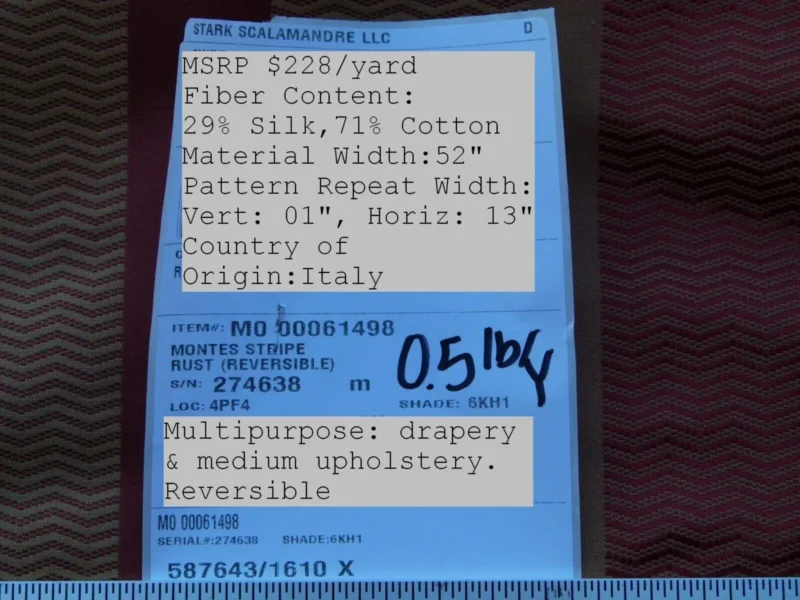 STARK SCALAMANDRE LLC D
MSRP $228/yard
Fiber Content:
29% Silk,71% Cotton
Material Width:52"
Pattern Repeat Width:
Vert: 01", Horiz: 13"
Country of
Origin:Italy
ITEM#: M0 00061498
MONTES STRIPE
RUST (REVERSIBLE)
0.5 lb/y
S/N: 274638 m
LOC: 4PF4 SHADE: 6KH1
Multipurpose: drapery
& medium upholstery.
Reversible
M0 00061498
SERIAL#:274638 SHADE:6KH1
587643/1610 X